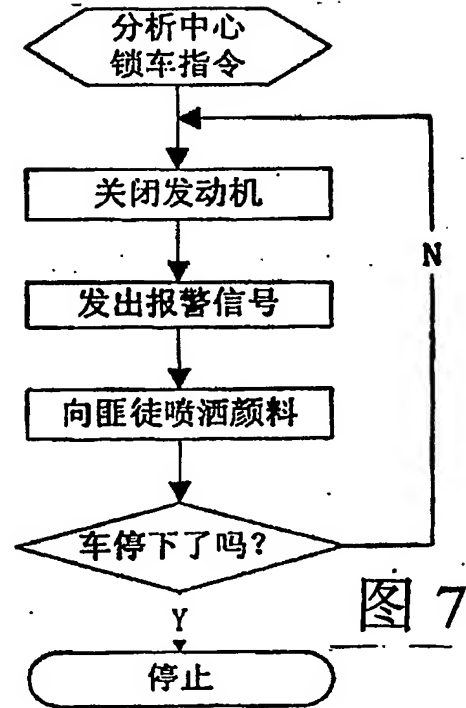 分析中心
锁车指令
关闭发动机
发出报警信号
向匪徒喷洒颜料
车停下了吗?
N
Y
停止
图 7